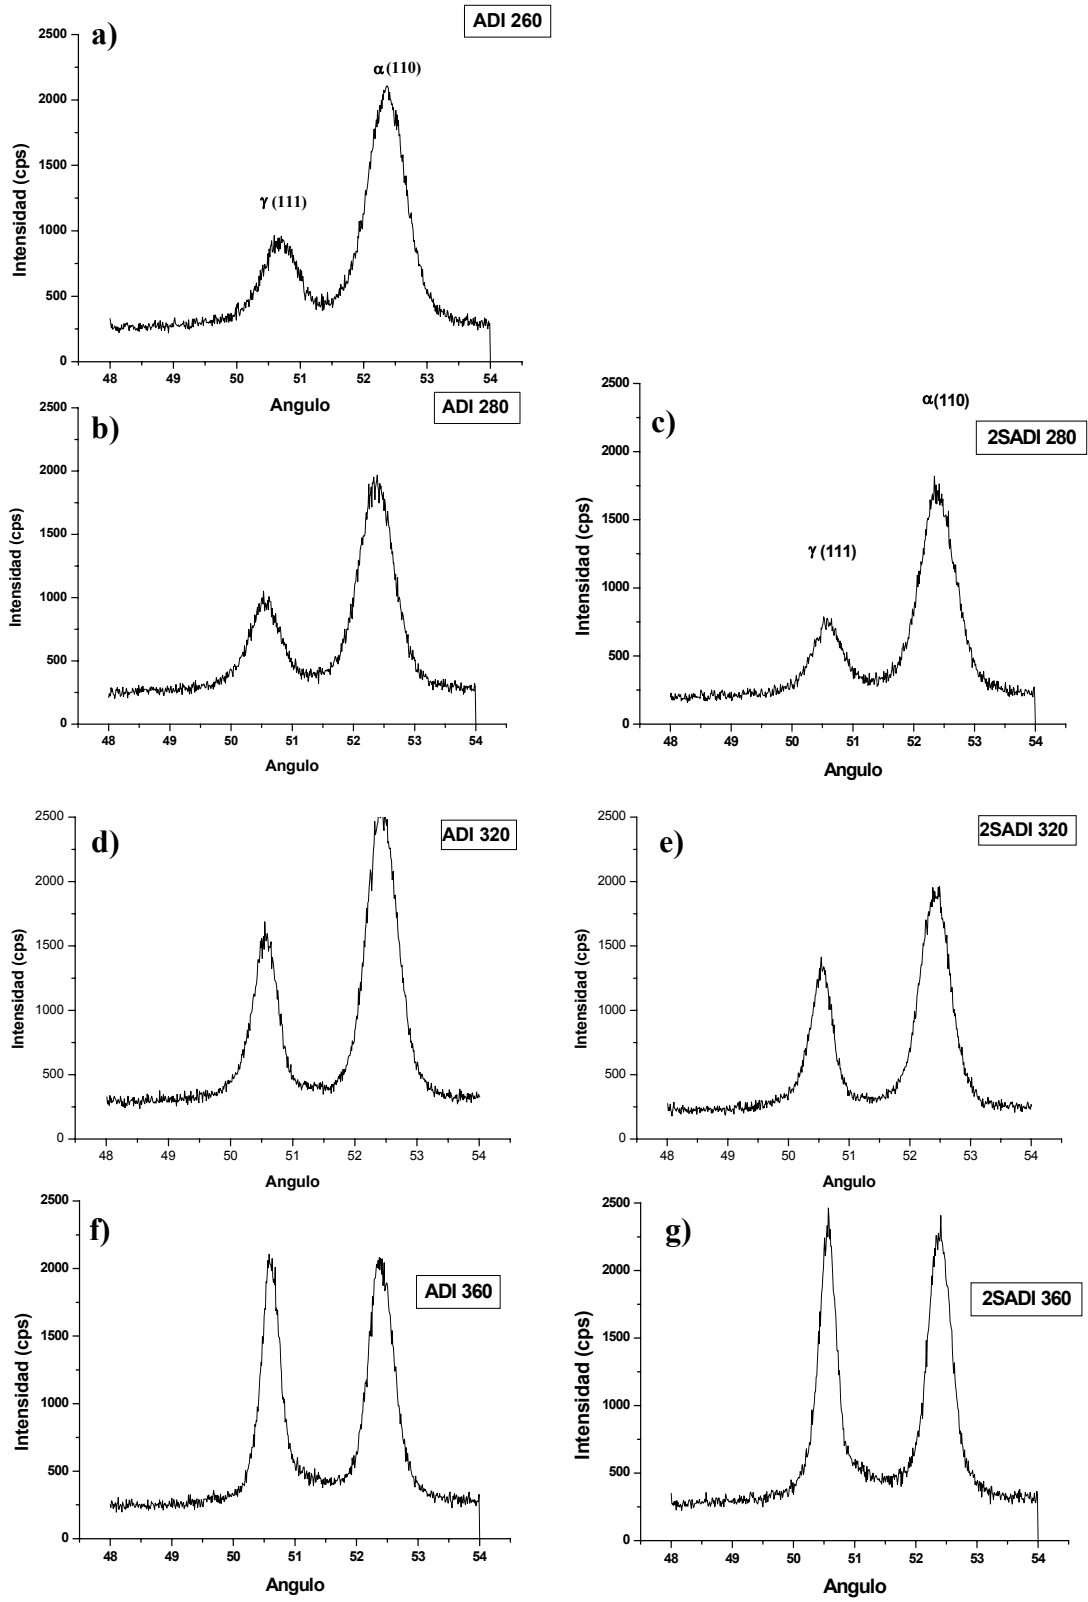 ADI 260
a)
2500
2000
1500
1000
500
0
Intensidad (cps)
γ (111)
α (110)
48 49 50 51 52 53 54
Angulo
ADI 280
b)
2500
2000
1500
1000
500
0
Intensidad (cps)
48 49 50 51 52 53 54
Angulo
2SADI 280
c)
2500
2000
1500
1000
500
0
Intensidad (cps)
γ (111)
α(110)
48 49 50 51 52 53 54
Angulo
ADI 320
d)
2500
2000
1500
1000
500
0
Intensidad (cps)
48 49 50 51 52 53 54
Angulo
2SADI 320
e)
2500
2000
1500
1000
500
0
Intensidad (cps)
48 49 50 51 52 53 54
Angulo
ADI 360
f)
2500
2000
1500
1000
500
0
Intensidad (cps)
48 49 50 51 52 53 54
Angulo
2SADI 360
g)
2500
2000
1500
1000
500
0
Intensidad (cps)
48 49 50 51 52 53 54
Angulo